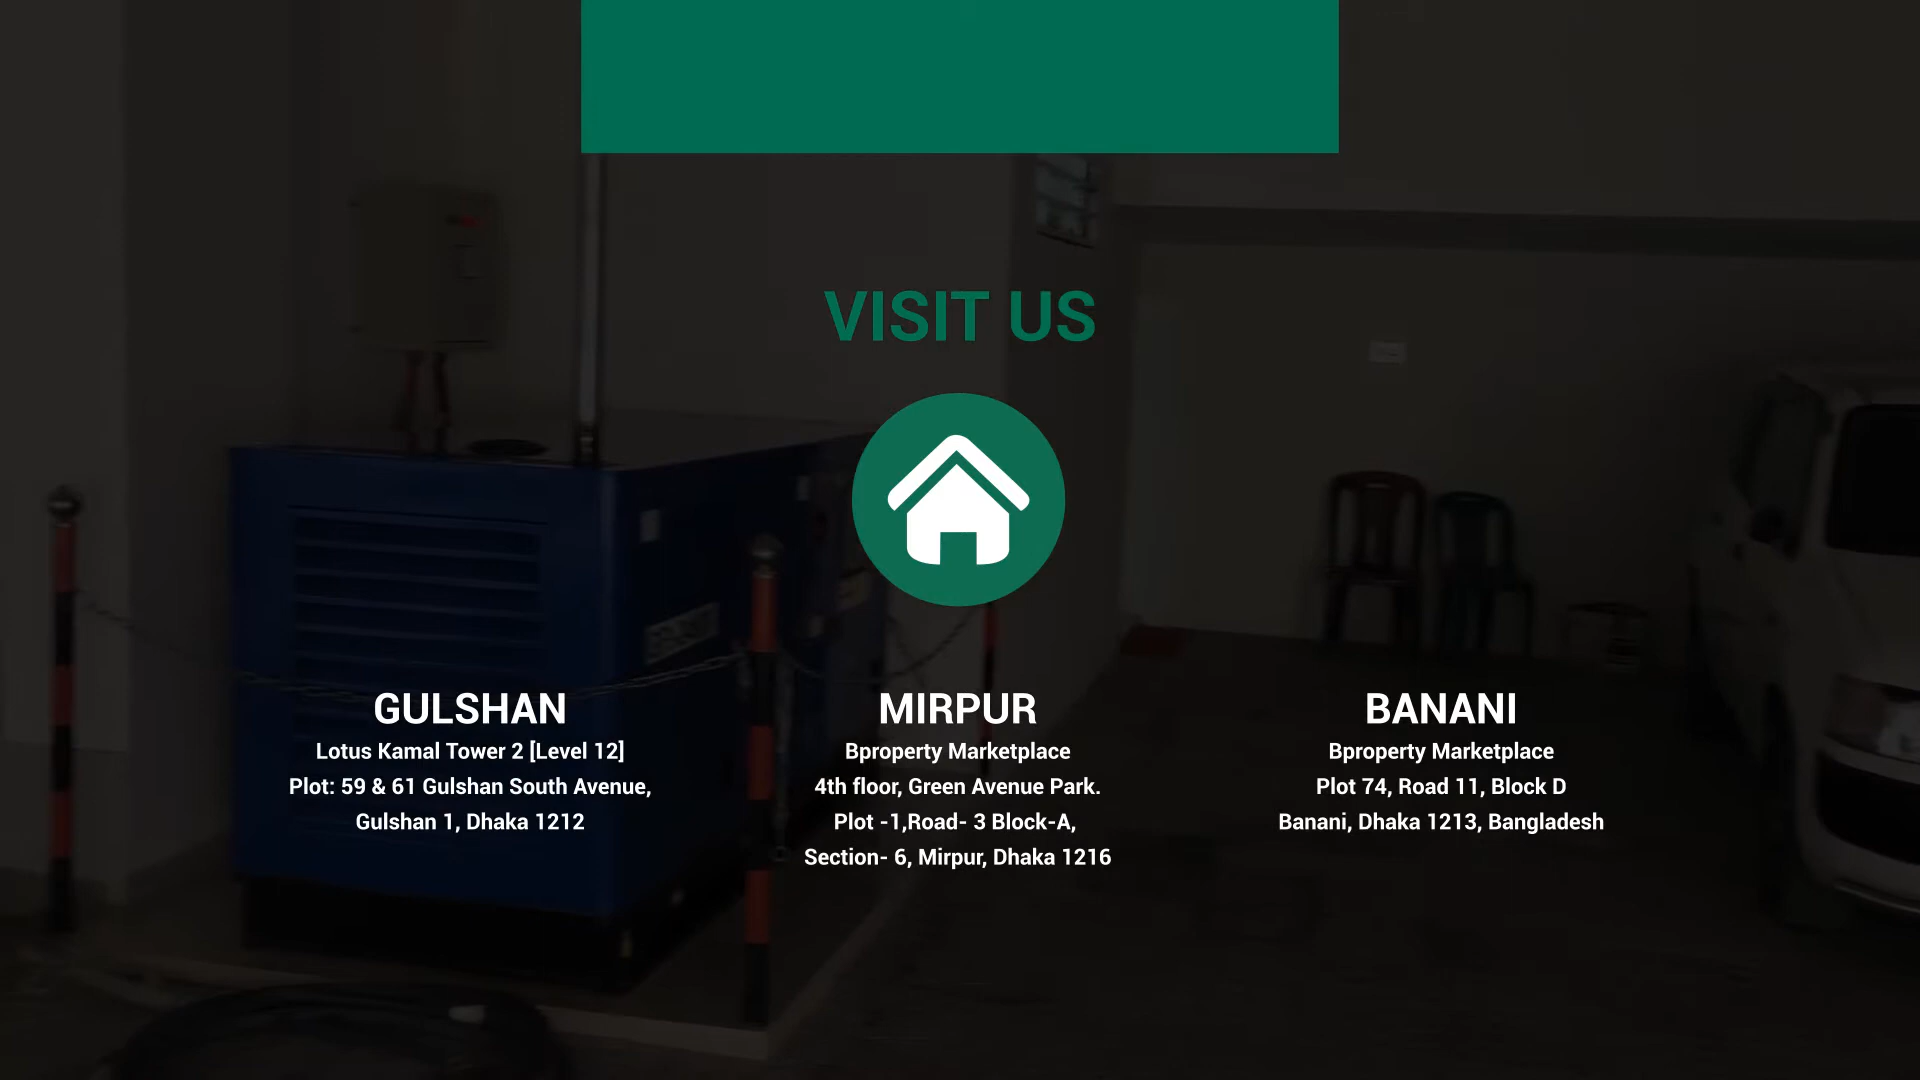 VISIT US
GULSHAN
Lotus Kamal Tower 2 [Level 12]
Plot: 59 & 61 Gulshan South Avenue,
Gulshan 1, Dhaka 1212
MIRPUR
Bproperty Marketplace
4th floor, Green Avenue Park.
Plot -1,Road- 3 Block-A,
Section- 6, Mirpur, Dhaka 1216
BANANI
Bproperty Marketplace
Plot 74, Road 11, Block D
Banani, Dhaka 1213, Bangladesh